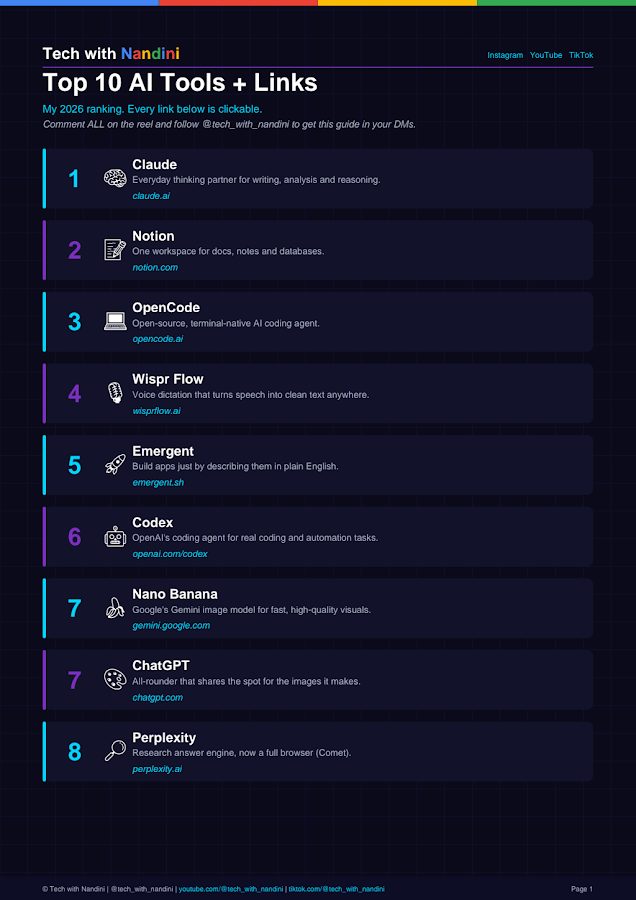 Tech with Nandini
Instagram YouTube TikTok
Top 10 AI Tools + Links
My 2026 ranking. Every link below is clickable.
Comment ALL on the reel and follow @tech_with_nandini to get this guide in your DMs.
1
Claude
Everyday thinking partner for writing, analysis and reasoning.
claude.ai
2
Notion
One workspace for docs, notes and databases.
notion.com
3
OpenCode
Open-source, terminal-native AI coding agent.
opencode.ai
4
Wispr Flow
Voice dictation that turns speech into clean text anywhere.
wisprflow.ai
5
Emergent
Build apps just by describing them in plain English.
emergent.sh
6
Codex
OpenAI's coding agent for real coding and automation tasks.
openai.com/codex
7
Nano Banana
Google's Gemini image model for fast, high-quality visuals.
gemini.google.com
7
ChatGPT
All-rounder that shares the spot for the images it makes.
chatgpt.com
8
Perplexity
Research answer engine, now a full browser (Comet).
perplexity.ai
© Tech with Nandini | @tech_with_nandini | youtube.com/@tech_with_nandini | tiktok.com/@tech_with_nandini
Page 1